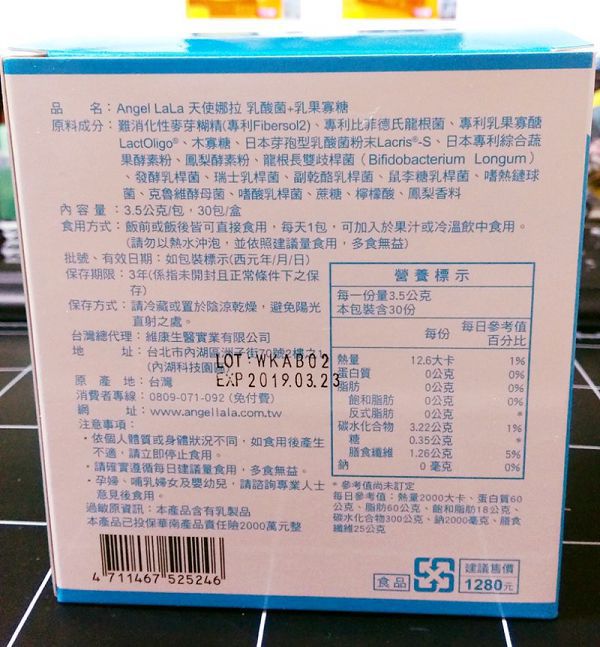 品　　名：Angel LaLa 天使娜拉 乳酸菌+乳果寡糖
原料成分：難消化性麥芽糊精(專利Fibersol2)、專利比菲德氏龍根菌、專利乳果寡醣
LactOligo®、木寡糖、日本芽孢型乳酸菌粉末Lacris®-S、日本專利綜合蔬
果酵素粉、鳳梨酵素粉、龍根長雙歧桿菌（Bifidobacterium Longum）
、發酵乳桿菌、瑞士乳桿菌、副乾酪乳桿菌、鼠李糖乳桿菌、嗜熱鏈球
菌、克魯維酵母菌、嗜酸乳桿菌、蔗糖、檸檬酸、鳳梨香料
內容量：3.5公克/包，30包/盒
食用方式：飯前或飯後皆可直接食用，每天1包，可加入於果汁或冷溫飲中食用。
(請勿以熱水沖泡，並依照建議量食用，多食無益)
批號、有效日期：如包裝標示(西元年/月/日)
保存期限：3年(係指未開封且正常條件下之保
存)
保存方式：請冷藏或置於陰涼乾燥，避免陽光
直射之處。
台灣總代理：維康生醫實業有限公司
地　　址：台北市內湖區洲子街70號2樓之1
(內湖科技園區)
LOT:WKAB02
EXP 2019.03.23
原產地：台灣
消費者專線：0809-071-092 (免付費)
網　　址：www.angellala.com.tw
注意事項：
・依個人體質或身體狀況不同，如食用後產生
不適，請立即停止食用。
・請確實遵循每日建議量食用，多食無益。
・孕婦、哺乳婦女及嬰幼兒，請諮詢專業人士
意見後食用。
過敏原資訊：本產品含有乳製品
本產品已投保華南產品責任險2000萬元整
4 711467 525246
營養標示
每一份量3.5公克
本包裝含30份
每份 每日參考值
百分比
熱量 12.6大卡 1%
蛋白質 0公克 0%
脂肪 0公克 0%
飽和脂肪 0公克 0%
反式脂肪 0公克 *
碳水化合物 3.22公克 1%
糖 0.35公克 *
膳食纖維 1.26公克 5%
鈉 0 毫克 0%
* 參考值尚未訂定
每日參考值：熱量2000大卡、蛋白質60
公克、脂肪60公克、飽和脂肪18公克、
碳水化合物300公克、鈉2000毫克、膳食
纖維25公克
食品
建議售價
1280元